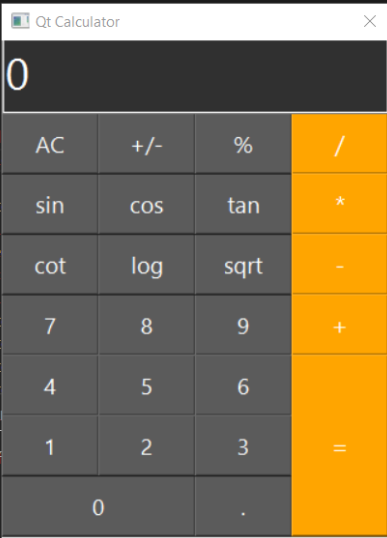 Qt Calculator
0
AC +/- % /
sin cos tan *
cot log sqrt -
7 8 9 +
4 5 6
1 2 3 =
0 .